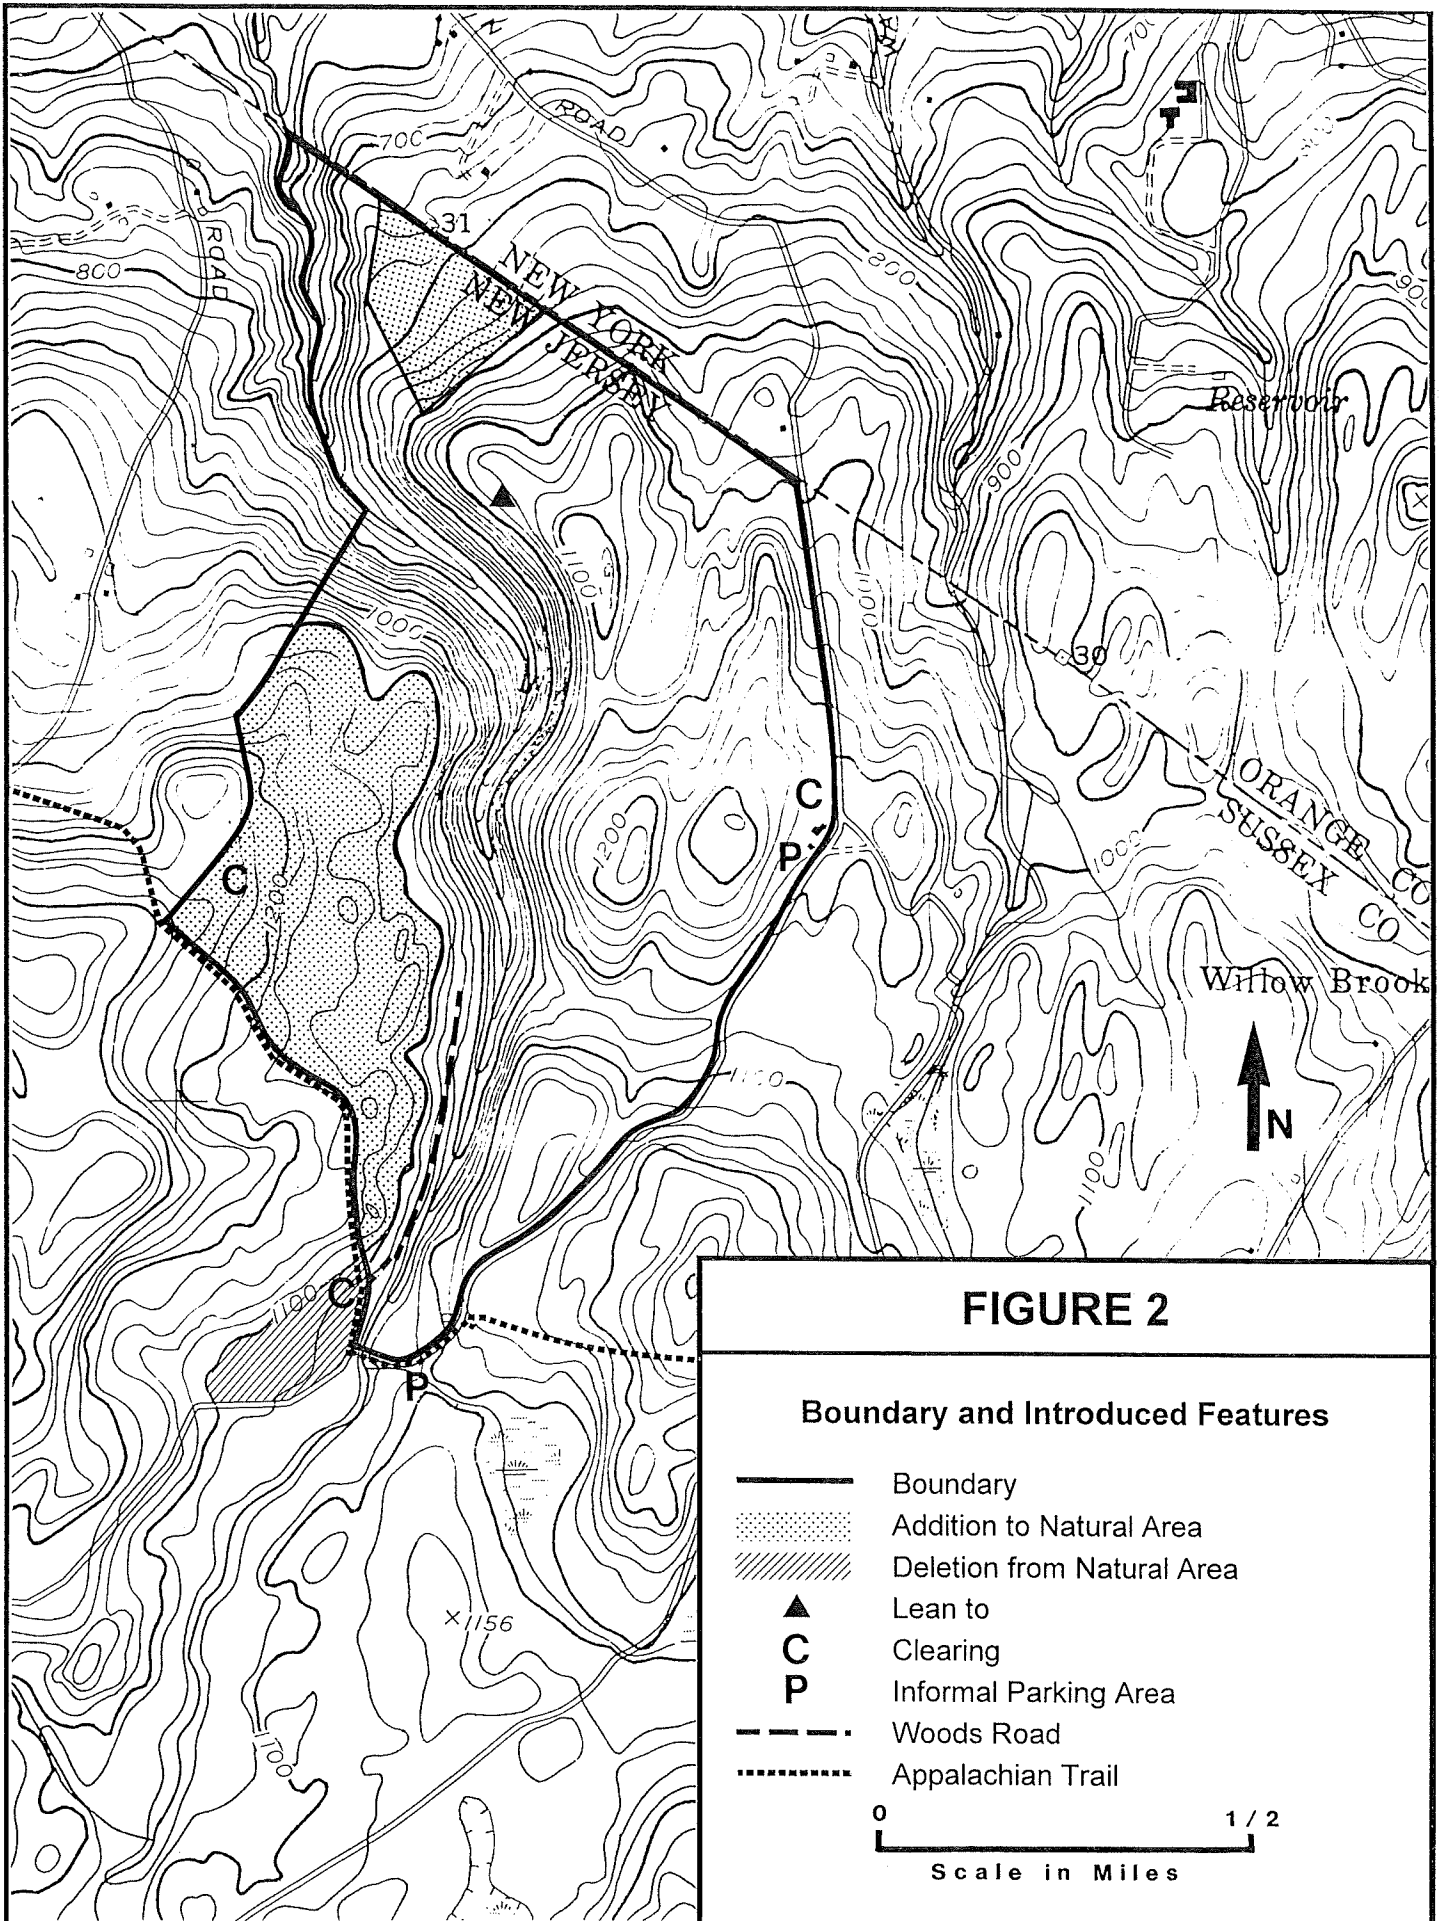 ROAD
700
31
ROAD
800
NEW YORK
NEW JERSEY
800
900
Reservoir
900
1100
1000
1100
30
ORANGE CO
SUSSEX CO
C
P
1200
1000
C
1200
Willow Brook
N
1100
1100
C
1100
P
×1156
1100
FIGURE 2
Boundary and Introduced Features
Boundary
Addition to Natural Area
Deletion from Natural Area
Lean to
C Clearing
P Informal Parking Area
Woods Road
Appalachian Trail
0 1/2
Scale in Miles